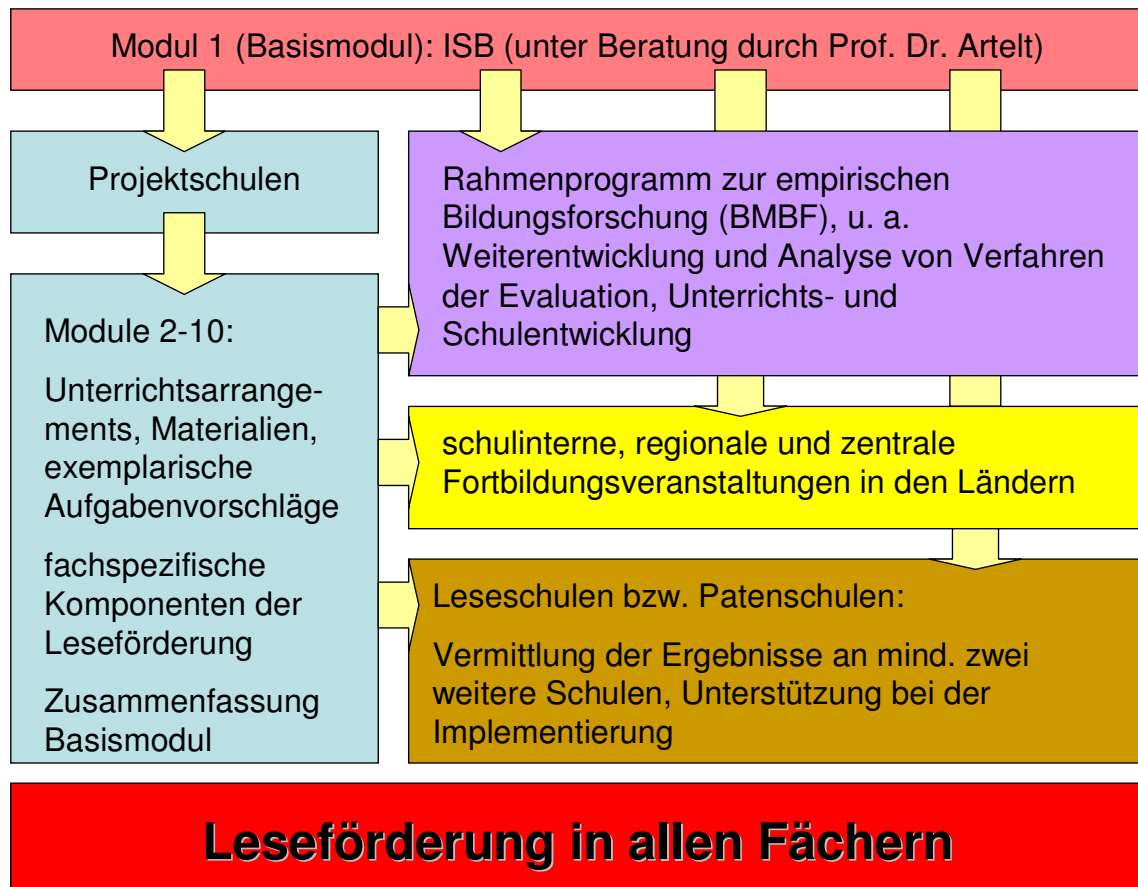 Modul 1 (Basismodul): ISB (unter Beratung durch Prof. Dr. Artelt)
Projektschulen
Rahmenprogramm zur empirischen
Bildungsforschung (BMBF), u. a.
Weiterentwicklung und Analyse von Verfahren
der Evaluation, Unterrichts- und
Schulentwicklung
Module 2-10:
Unterrichtsarrange-
ments, Materialien,
exemplarische
Aufgabenvorschläge
fachspezifische
Komponenten der
Leseförderung
Zusammenfassung
Basismodul
schulinterne, regionale und zentrale
Fortbildungsveranstaltungen in den Ländern
Leseschulen bzw. Patenschulen:
Vermittlung der Ergebnisse an mind. zwei
weitere Schulen, Unterstützung bei der
Implementierung
Leseförderung in allen Fächern